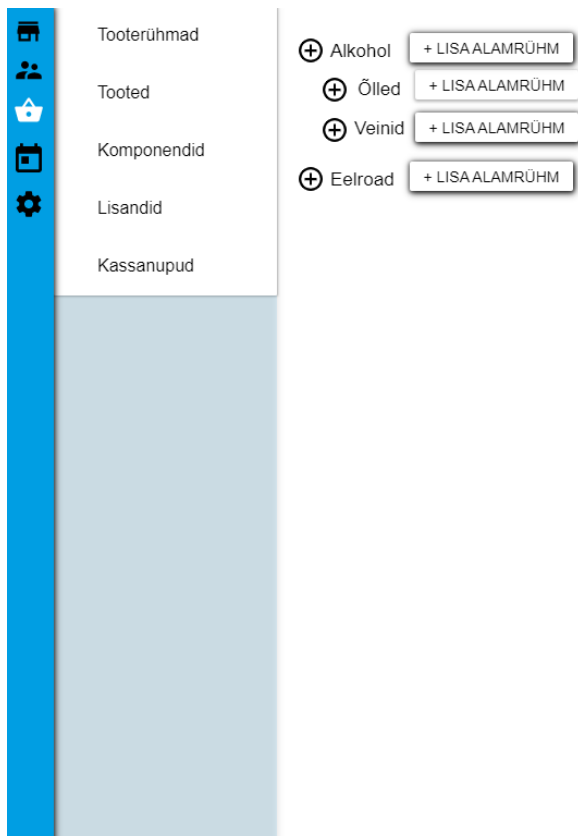 Tooterühmad
Tooted
Komponendid
Lisandid
Kassanupud
Alkohol + LISA ALAMRÜHM
Õlled + LISA ALAMRÜHM
Veinid + LISA ALAMRÜHM
Eelroad + LISA ALAMRÜHM